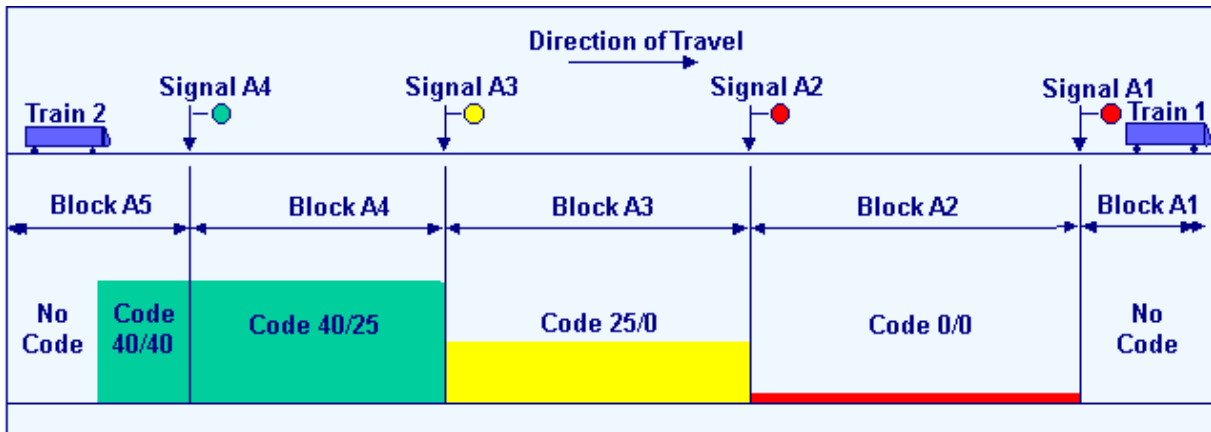 Direction of Travel
Signal A4
Signal A3
Signal A2
Signal A1
Train 2
Train 1
Block A5
Block A4
Block A3
Block A2
Block A1
No
Code
Code
40/40
Code 40/25
Code 25/0
Code 0/0
No
Code